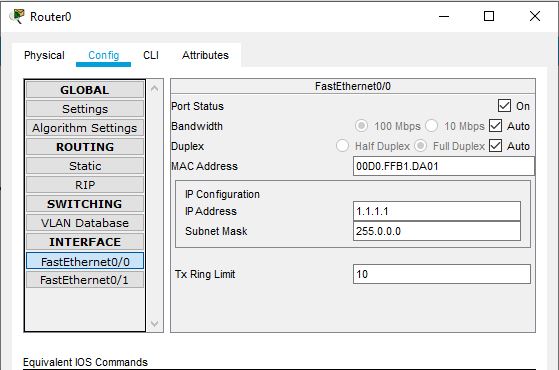 Router0
Physical Config CLI Attributes
GLOBAL
Settings
Algorithm Settings
ROUTING
Static
RIP
SWITCHING
VLAN Database
INTERFACE
FastEthernet0/0
FastEthernet0/1
FastEthernet0/0
Port Status On
Bandwidth 100 Mbps 10 Mbps Auto
Duplex Half Duplex Full Duplex Auto
MAC Address 00D0.FFB1.DA01
IP Configuration
IP Address 1.1.1.1
Subnet Mask 255.0.0.0
Tx Ring Limit 10
Equivalent IOS Commands